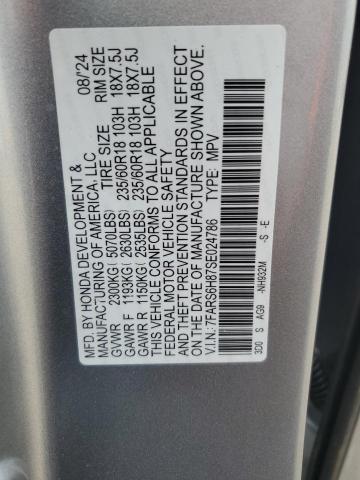 MFD. BY HONDA DEVELOPMENT & 08/'24
MANUFACTURING OF AMERICA, LLC
TIRE SIZE RIM SIZE
GVWR 2300KG(5070LBS)
GAWR F 1193KG(2630LBS) 235/60R18 103H 18X7.5J
GAWR R 1150KG(2535LBS) 235/60R18 103H 18X7.5J
THIS VEHICLE CONFORMS TO ALL APPLICABLE
FEDERAL MOTOR VEHICLE SAFETY
AND THEFT PREVENTION STANDARDS IN EFFECT
ON THE DATE OF MANUFACTURE SHOWN ABOVE.
V.I.N.: 7FARS6H87SE024786 TYPE: MPV
3D0 S AG9 -NH932M -S -E